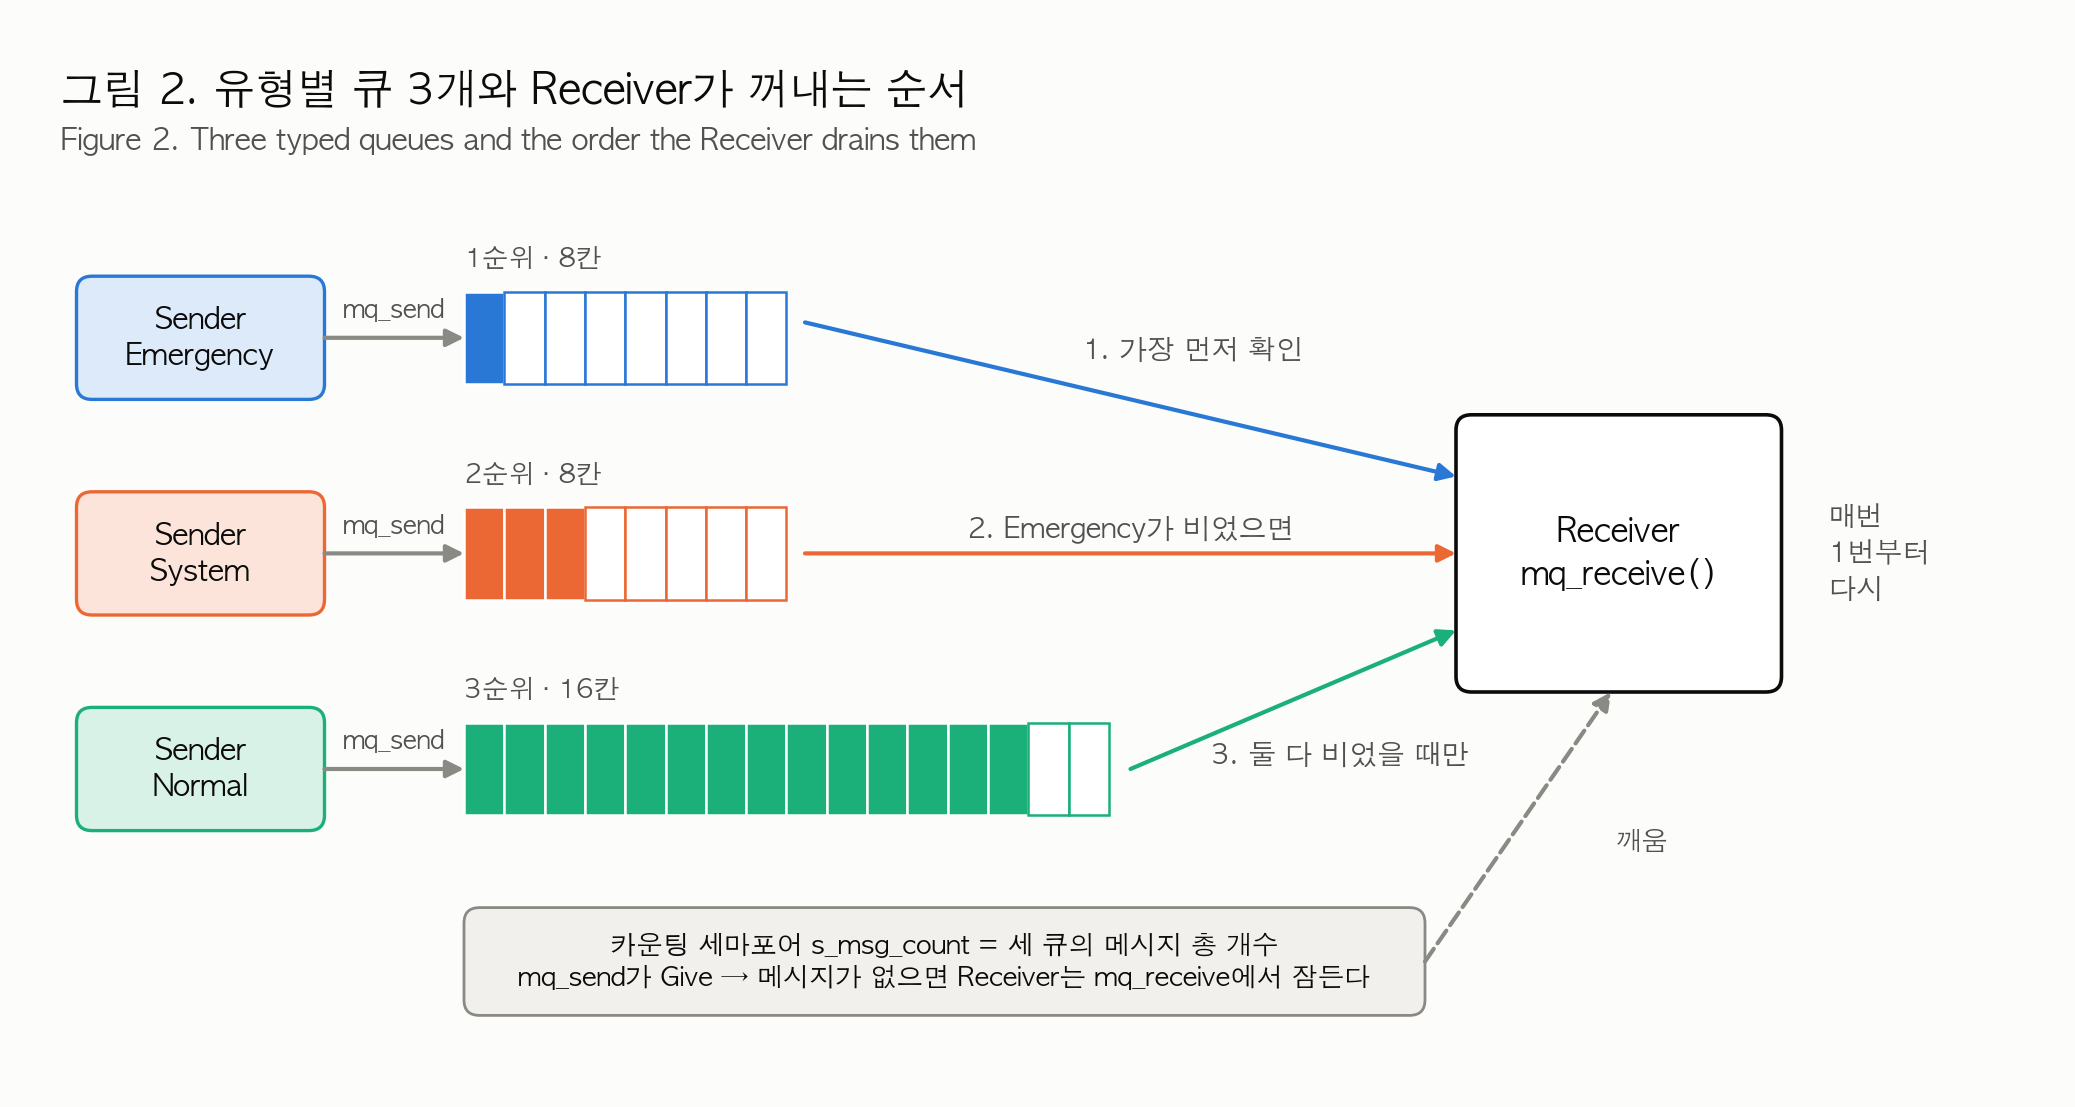 그림 2. 유형별 큐 3개와 Receiver가 꺼내는 순서
Figure 2. Three typed queues and the order the Receiver drains them
1순위 · 8칸
Sender
Emergency
mq_send
1. 가장 먼저 확인
2순위 · 8칸
Sender
System
mq_send
2. Emergency가 비었으면
Receiver
mq_receive()
매번
1번부터
다시
3순위 · 16칸
Sender
Normal
mq_send
3. 둘 다 비었을 때만
깨움
카운팅 세마포어 s_msg_count = 세 큐의 메시지 총 개수
mq_send가 Give → 메시지가 없으면 Receiver는 mq_receive에서 잠든다